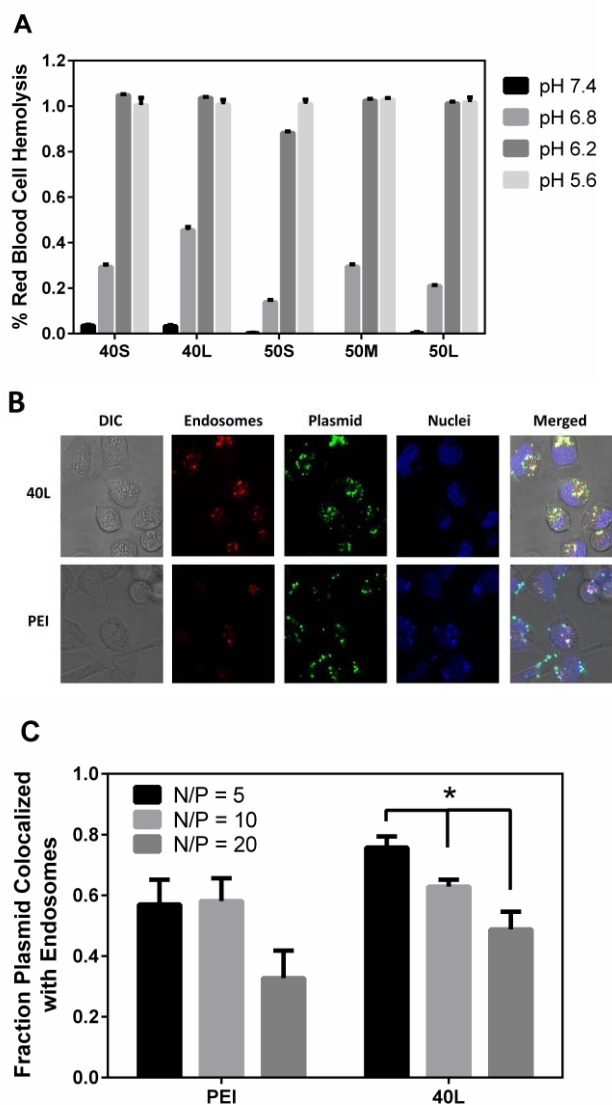 A
% Red Blood Cell Hemolysis
1.2
1.0
0.8
0.6
0.4
0.2
0.0
40S 40L 50S 50M 50L
pH 7.4
pH 6.8
pH 6.2
pH 5.6
B
DIC Endosomes Plasmid Nuclei Merged
40L
PEI
C
Fraction Plasmid Colocalized
with Endosomes
1.0
0.8
0.6
0.4
0.2
0.0
N/P = 5
N/P = 10
N/P = 20
*
PEI 40L